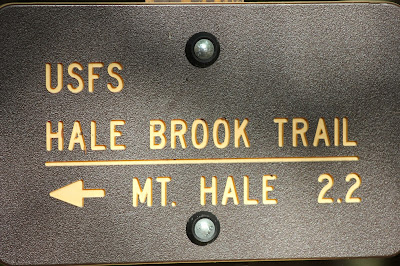 USFS
HALE BROOK TRAIL
← MT. HALE 2.2